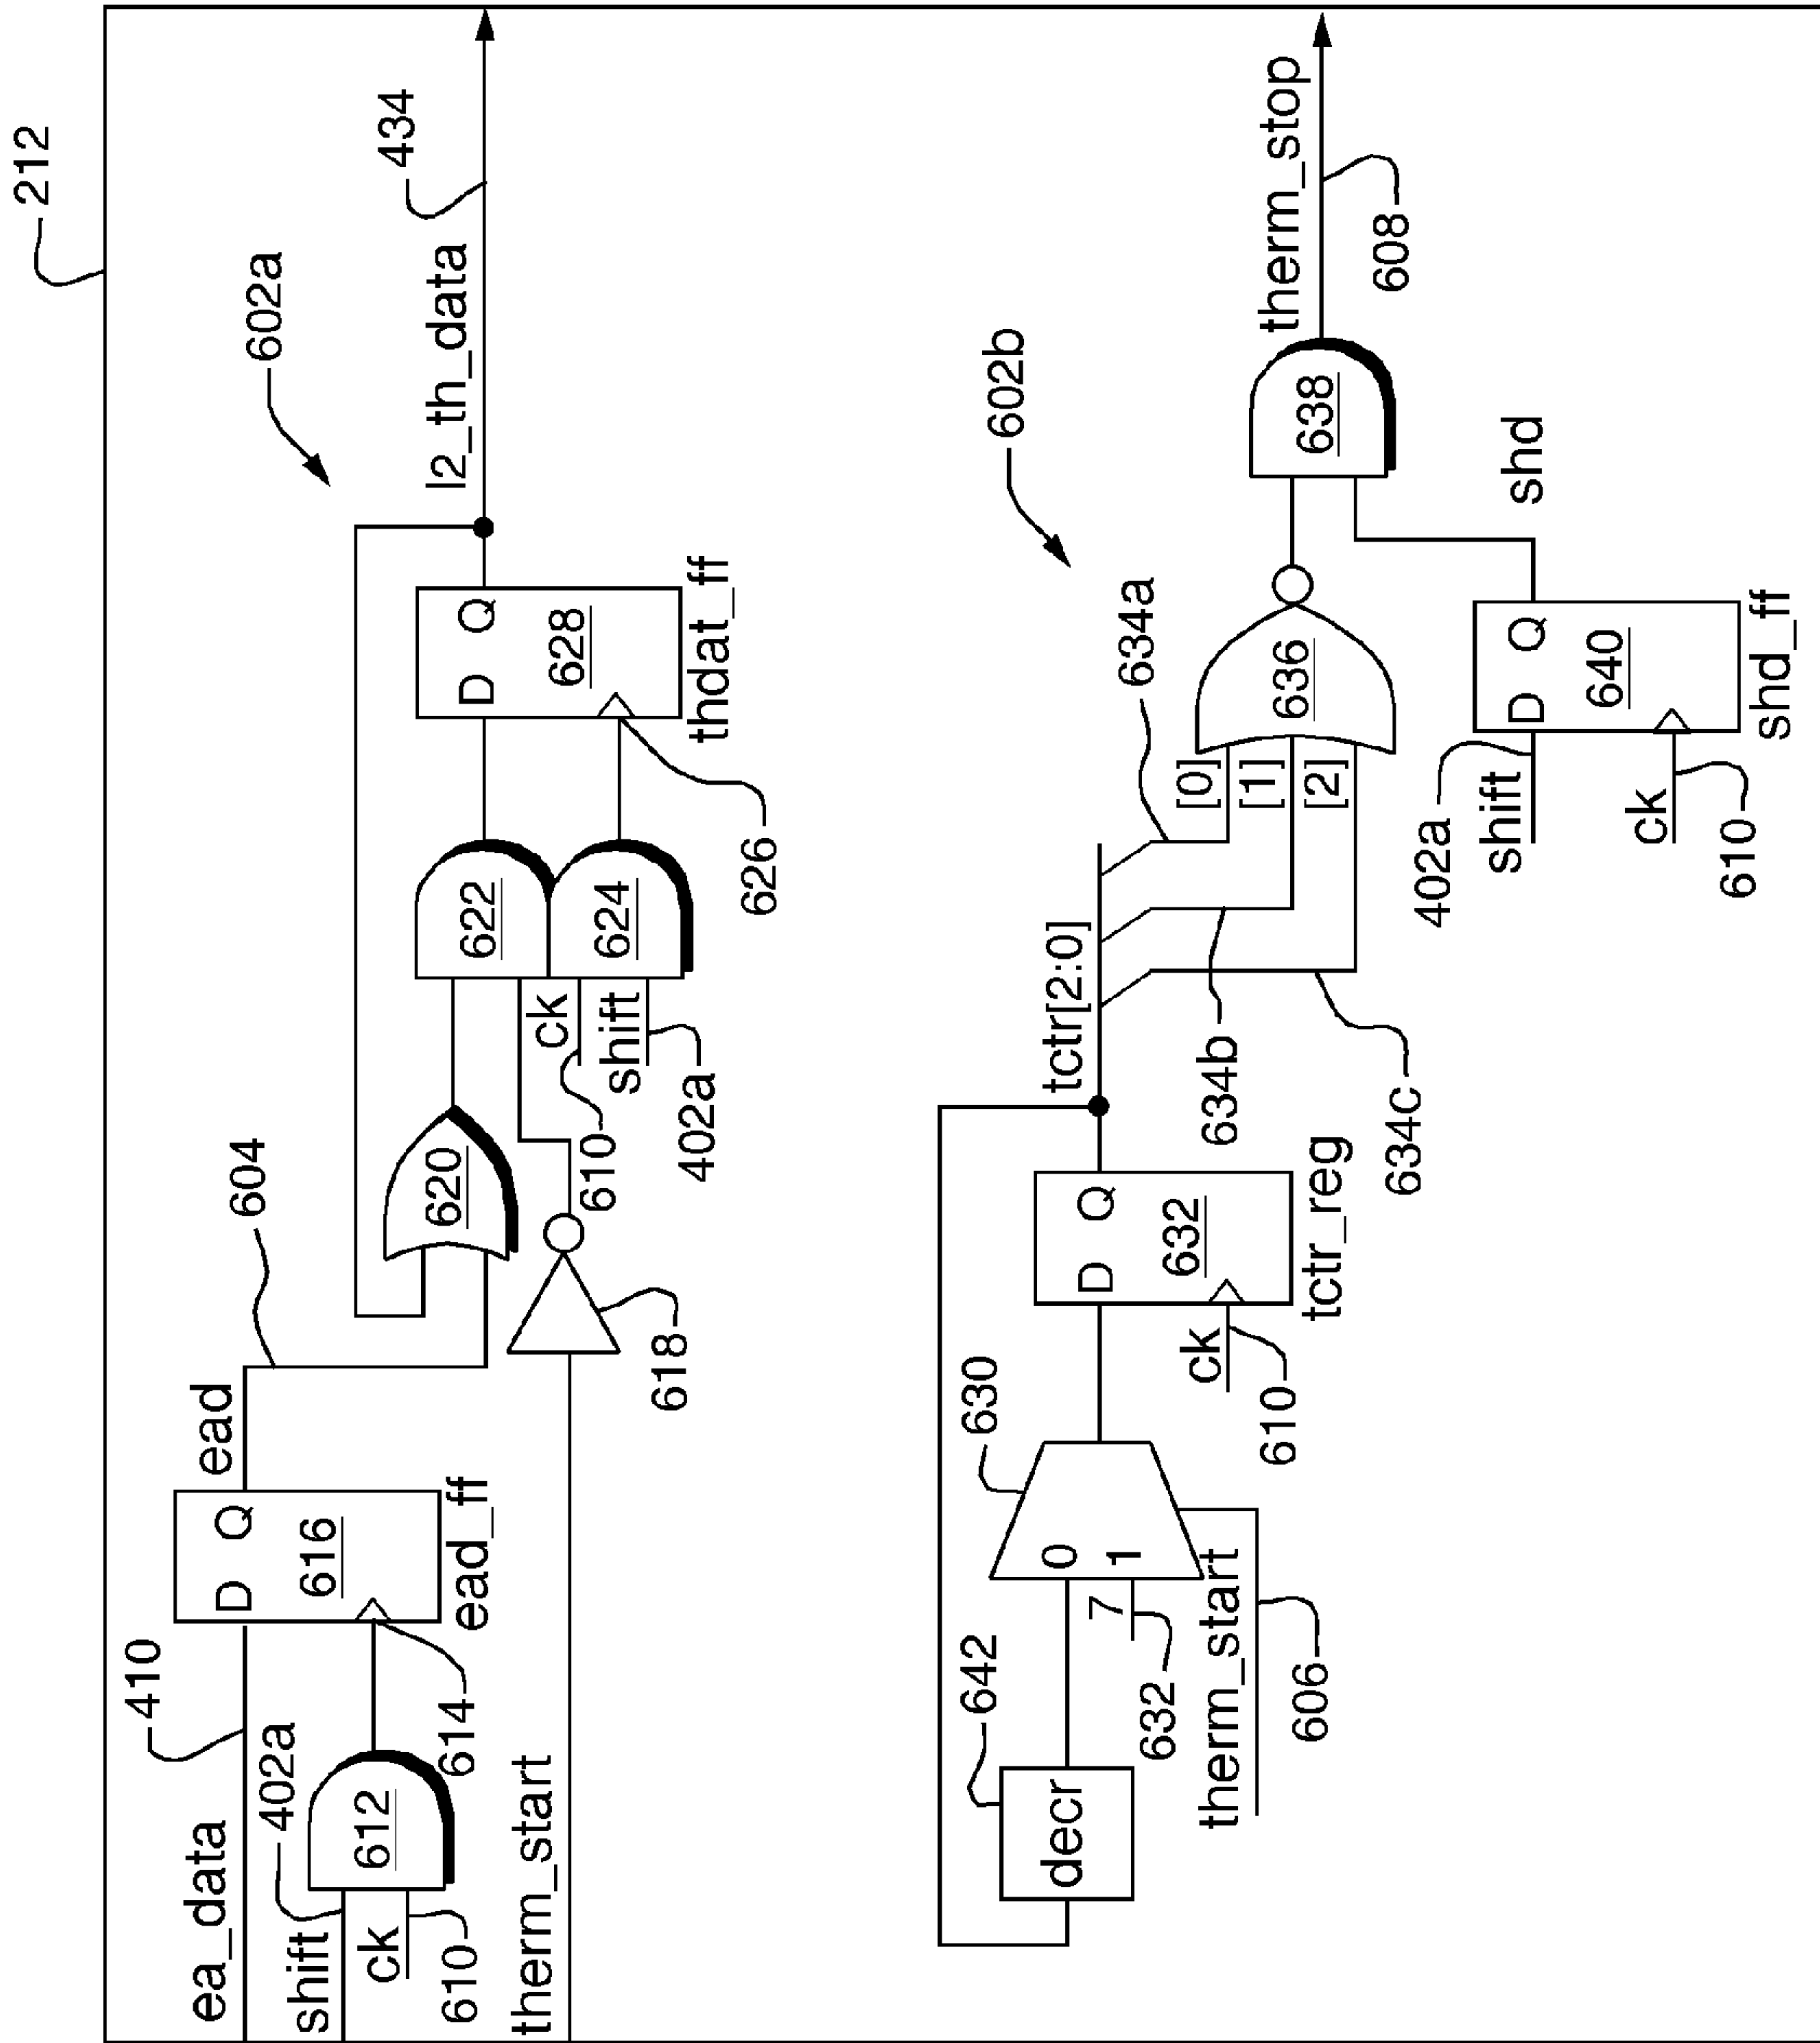 212
ea_data
410
D Q
616
ead_ff
ead
604
shift
402a
ck
610
612
614
therm_start
618
620
622
ck
610
shift
402a
624
626
D Q
628
thdat_ff
l2_th_data
602a
434
642
decr
0
1
7
632
630
therm_start
606
D Q
632
tctr_reg
ck
610
tctr[2:0]
634a
634b
634c
[0]
[1]
[2]
636
602b
638
therm_stop
608
402a
shift
ck
610
D Q
640
shd_ff
shd